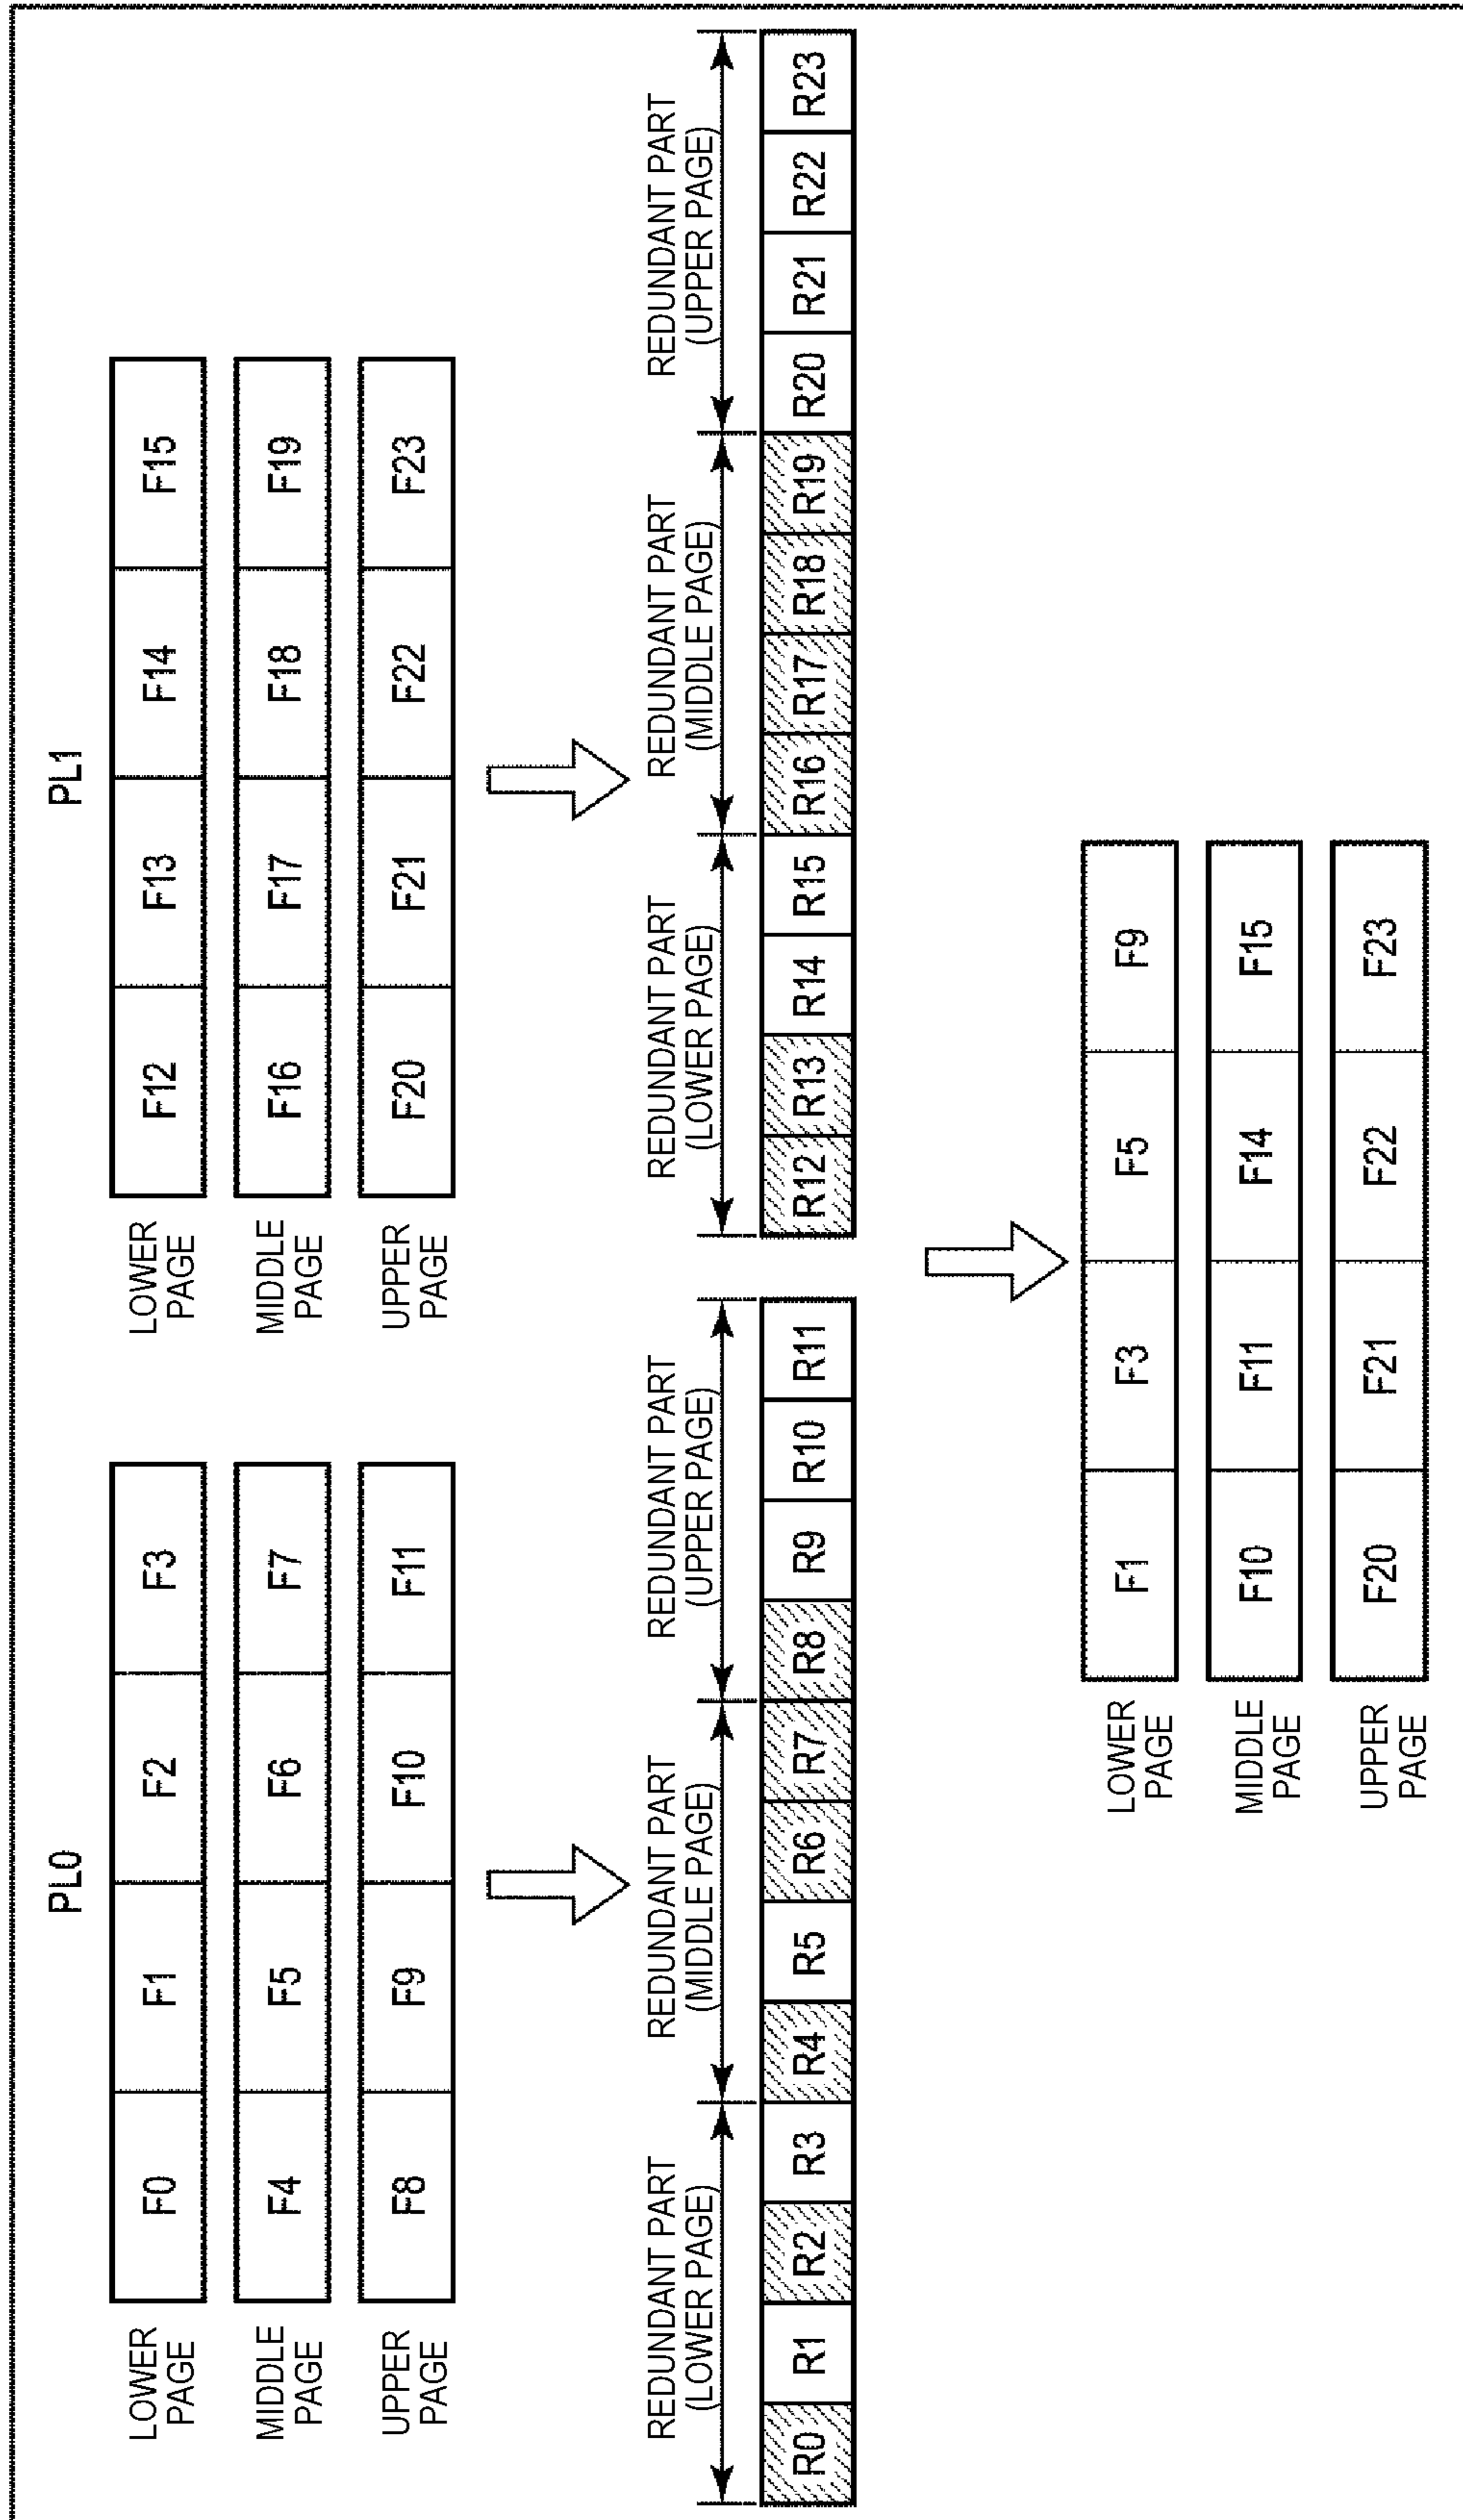 PL0
LOWER
PAGE
F0 F1 F2 F3
MIDDLE
PAGE
F4 F5 F6 F7
UPPER
PAGE
F8 F9 F10 F11
PL1
LOWER
PAGE
F12 F13 F14 F15
MIDDLE
PAGE
F16 F17 F18 F19
UPPER
PAGE
F20 F21 F22 F23
REDUNDANT PART
(LOWER PAGE)
REDUNDANT PART
(MIDDLE PAGE)
REDUNDANT PART
(UPPER PAGE)
R0 R1 R2 R3 R4 R5 R6 R7 R8 R9 R10 R11
REDUNDANT PART
(LOWER PAGE)
REDUNDANT PART
(MIDDLE PAGE)
REDUNDANT PART
(UPPER PAGE)
R12 R13 R14 R15 R16 R17 R18 R19 R20 R21 R22 R23
LOWER
PAGE
F1 F3 F5 F9
MIDDLE
PAGE
F10 F11 F14 F15
UPPER
PAGE
F20 F21 F22 F23